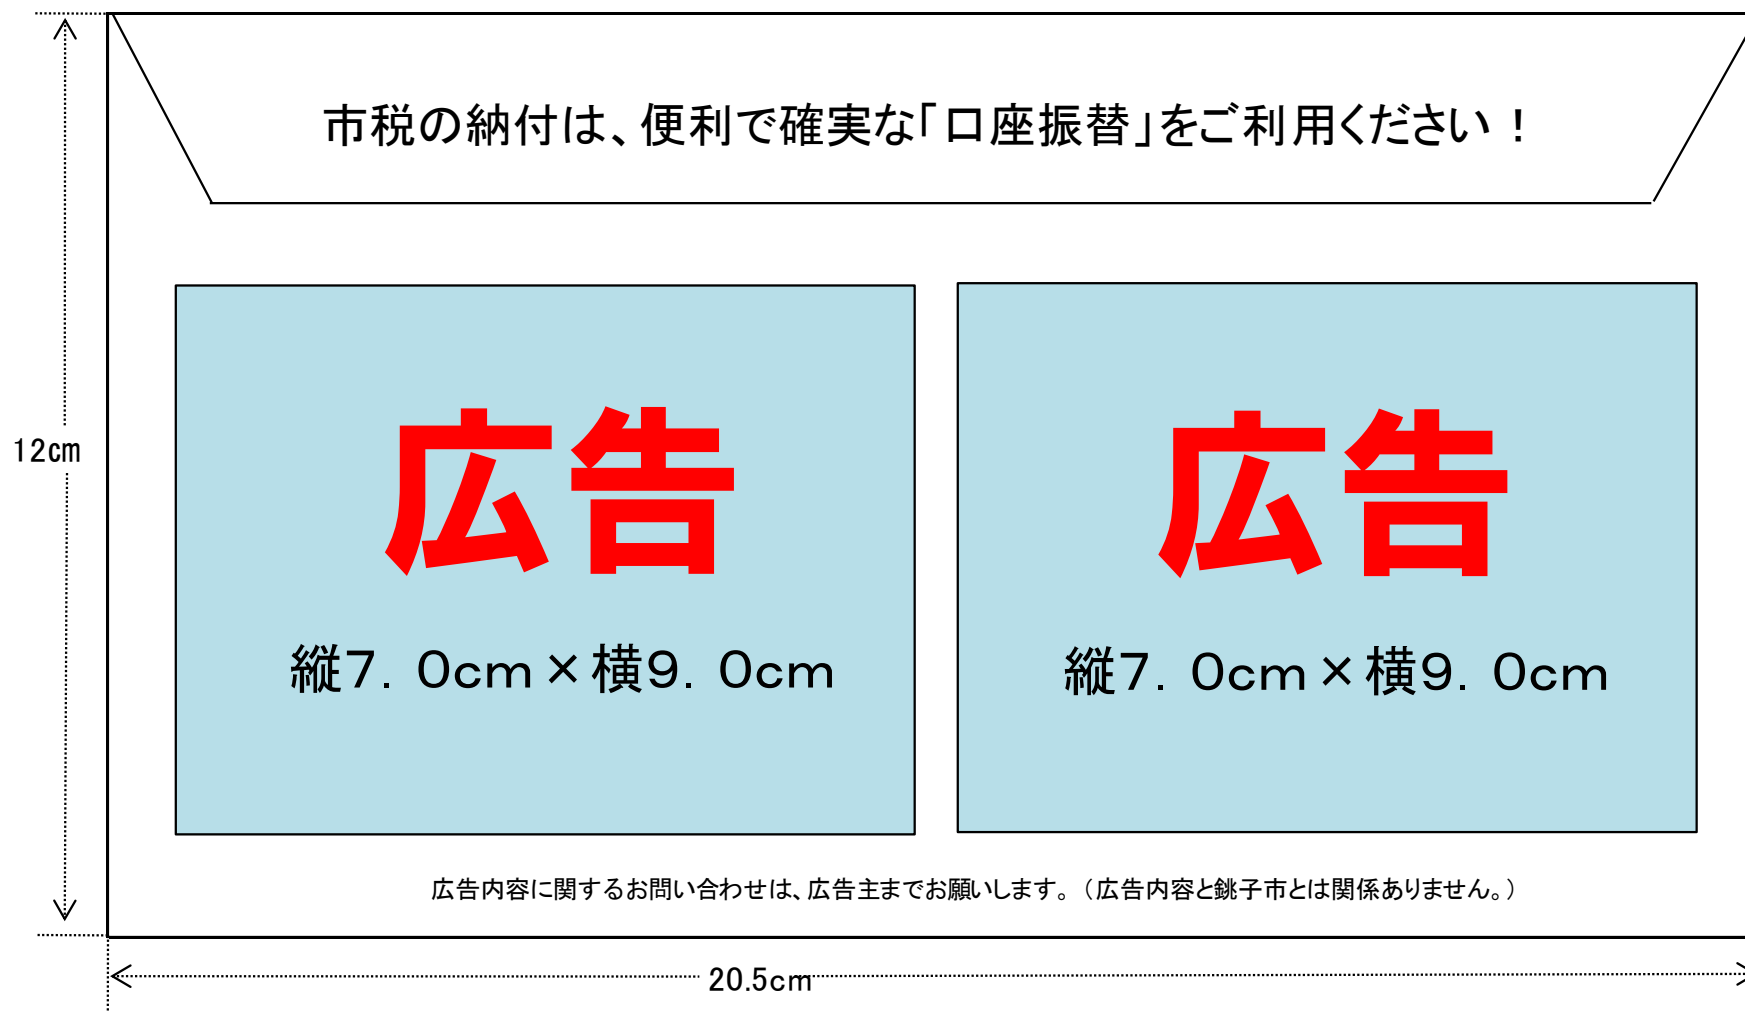 市税の納付は、便利で確実な「口座振替」をご利用ください！
広告
広告
12cm
縦7．0cm×横9．0cm
縦7．0cm×横9．0cm
広告内容に関するお問い合わせは、広告主までお願いします。（広告内容と銚子市とは関係ありません。）
20.5cm